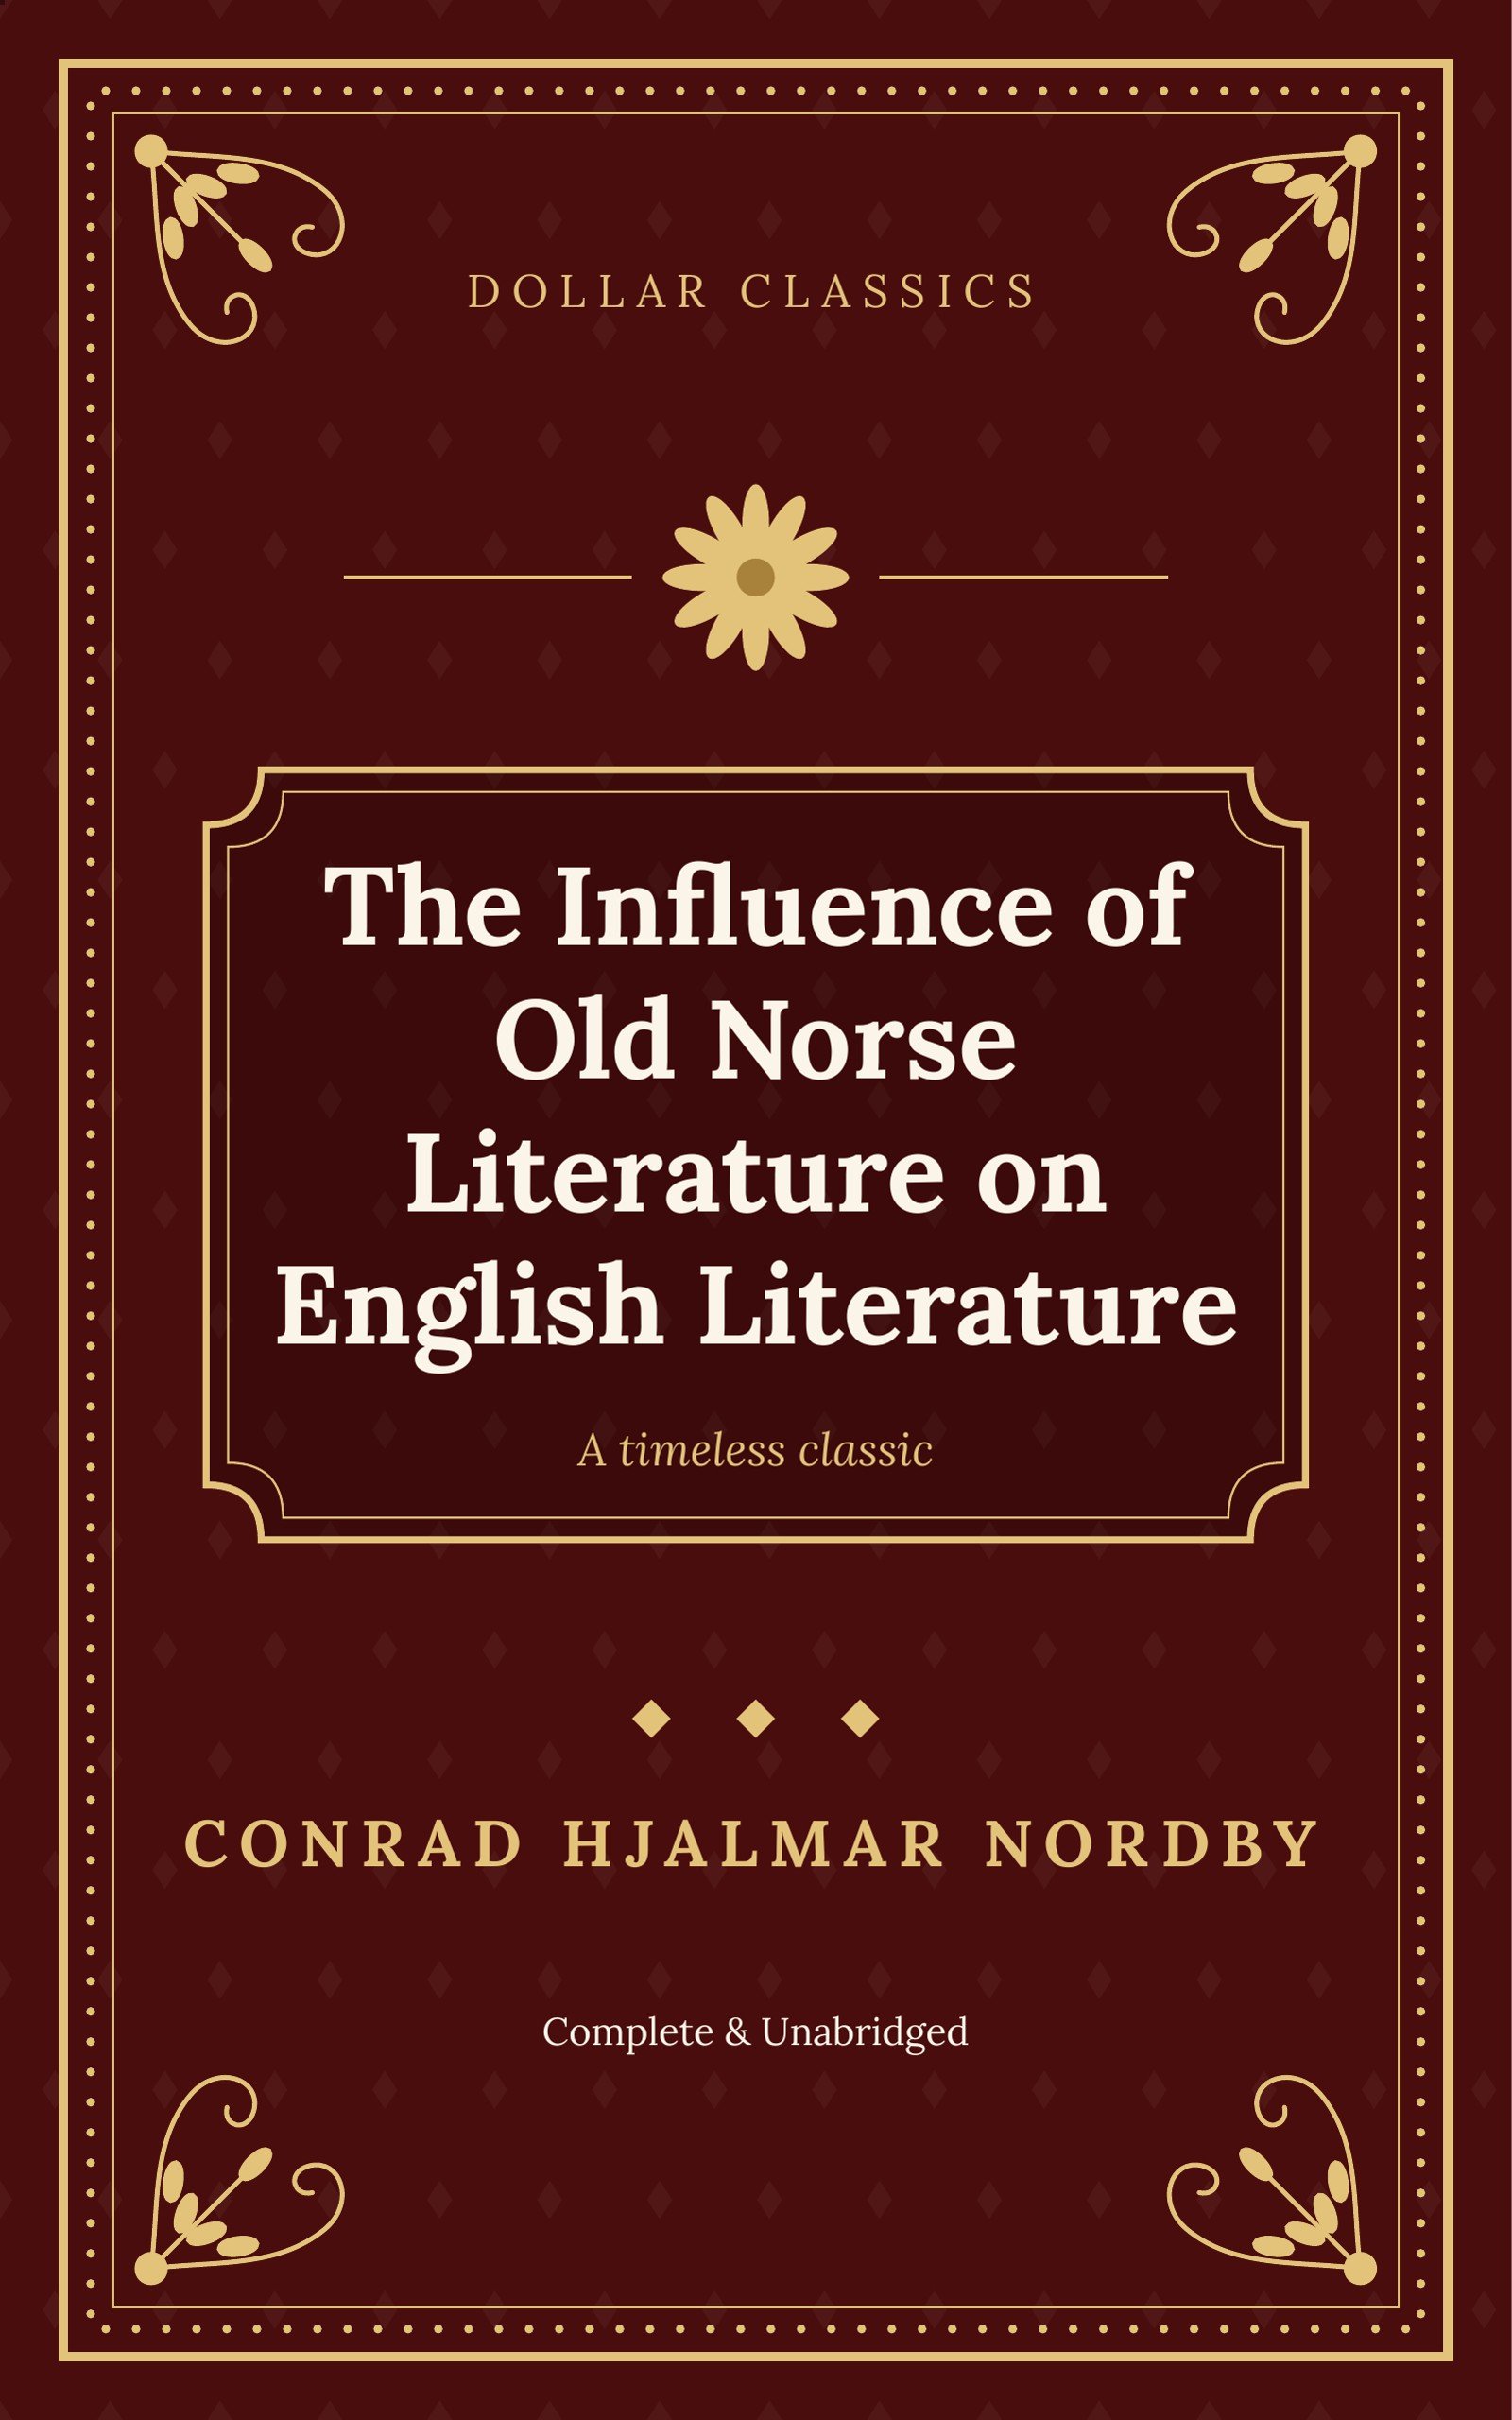 DOLLAR CLASSICS
The Influence of
Old Norse
Literature on
English Literature
A timeless classic
CONRAD HJALMAR NORDBY
Complete & Unabridged